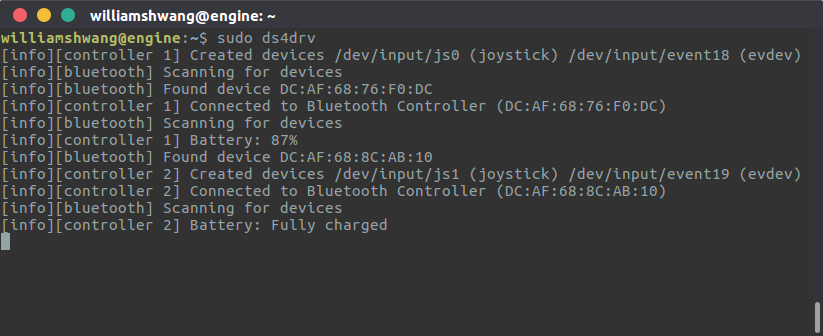 williamshwang@engine: ~
williamshwang@engine:~$ sudo ds4drv
[info][controller 1] Created devices /dev/input/js0 (joystick) /dev/input/event18 (evdev)
[info][bluetooth] Scanning for devices
[info][bluetooth] Found device DC:AF:68:76:F0:DC
[info][controller 1] Connected to Bluetooth Controller (DC:AF:68:76:F0:DC)
[info][bluetooth] Scanning for devices
[info][controller 1] Battery: 87%
[info][bluetooth] Found device DC:AF:68:8C:AB:10
[info][controller 2] Created devices /dev/input/js1 (joystick) /dev/input/event19 (evdev)
[info][controller 2] Connected to Bluetooth Controller (DC:AF:68:8C:AB:10)
[info][bluetooth] Scanning for devices
[info][controller 2] Battery: Fully charged